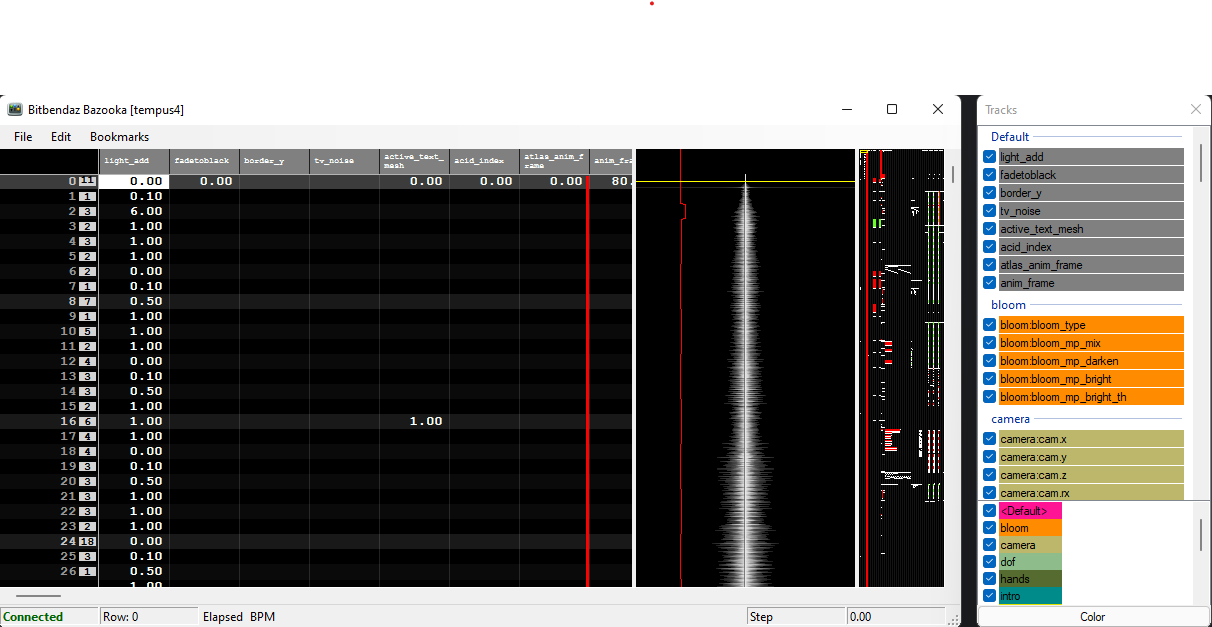 Bitbendaz Bazooka [tempus4]
File Edit Bookmarks
light_add fadetoblack border_y tv_noise active_text_mesh acid_index atlas_anim_frame anim_fra
0 11 0.00 0.00 0.00 0.00 0.00 80.
1 1 0.10
2 3 6.00
3 2 1.00
4 3 1.00
5 2 1.00
6 2 0.00
7 1 0.10
8 7 0.50
9 1 1.00
10 5 1.00
11 2 1.00
12 4 0.00
13 3 0.10
14 3 0.50
15 2 1.00
16 6 1.00 1.00
17 4 1.00
18 4 0.00
19 3 0.10
20 3 0.50
21 3 1.00
22 3 1.00
23 2 1.00
24 18 0.00
25 3 0.10
26 1 0.50
1.00
Connected Row: 0 Elapsed BPM Step 0.00
Tracks
Default
light_add
fadetoblack
border_y
tv_noise
active_text_mesh
acid_index
atlas_anim_frame
anim_frame
bloom
bloom:bloom_type
bloom:bloom_mp_mix
bloom:bloom_mp_darken
bloom:bloom_mp_bright
bloom:bloom_mp_bright_th
camera
camera:cam.x
camera:cam.y
camera:cam.z
camera:cam.rx
<Default>
bloom
camera
dof
hands
intro
Color